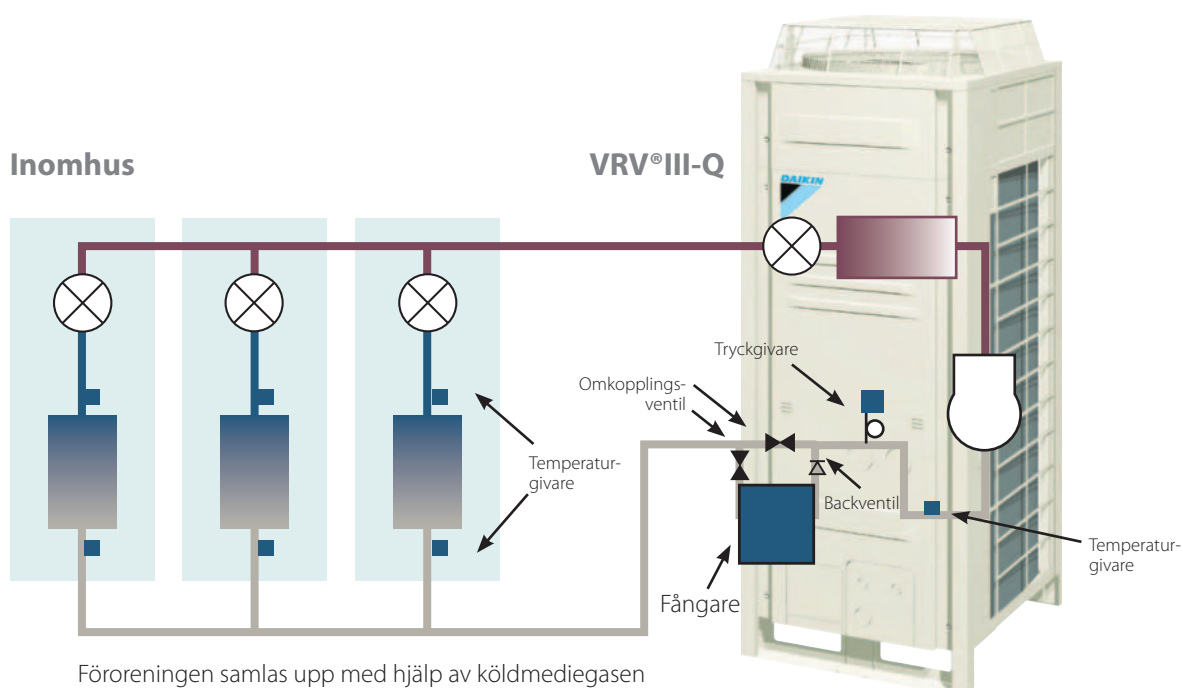 Inomhus
VRV®III-Q
DAIKIN
Tryckgivare
Omkopplings-
ventil
Temperatur-
givare
Backventil
Temperatur-
givare
Fångare
Föroreningen samlas upp med hjälp av köldmediegasen